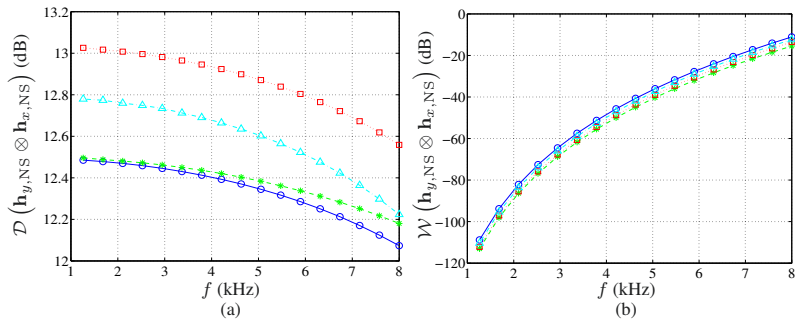 13.4
13.2
13
12.8
12.6
12.4
12.2
12
1 2 3 4 5 6 7 8
𝒟 (h_{y,NS} ⊗ h_{x,NS}) (dB)
f (kHz)
(a)
0
−20
−40
−60
−80
−100
−120
1 2 3 4 5 6 7 8
𝒲 (h_{y,NS} ⊗ h_{x,NS}) (dB)
f (kHz)
(b)